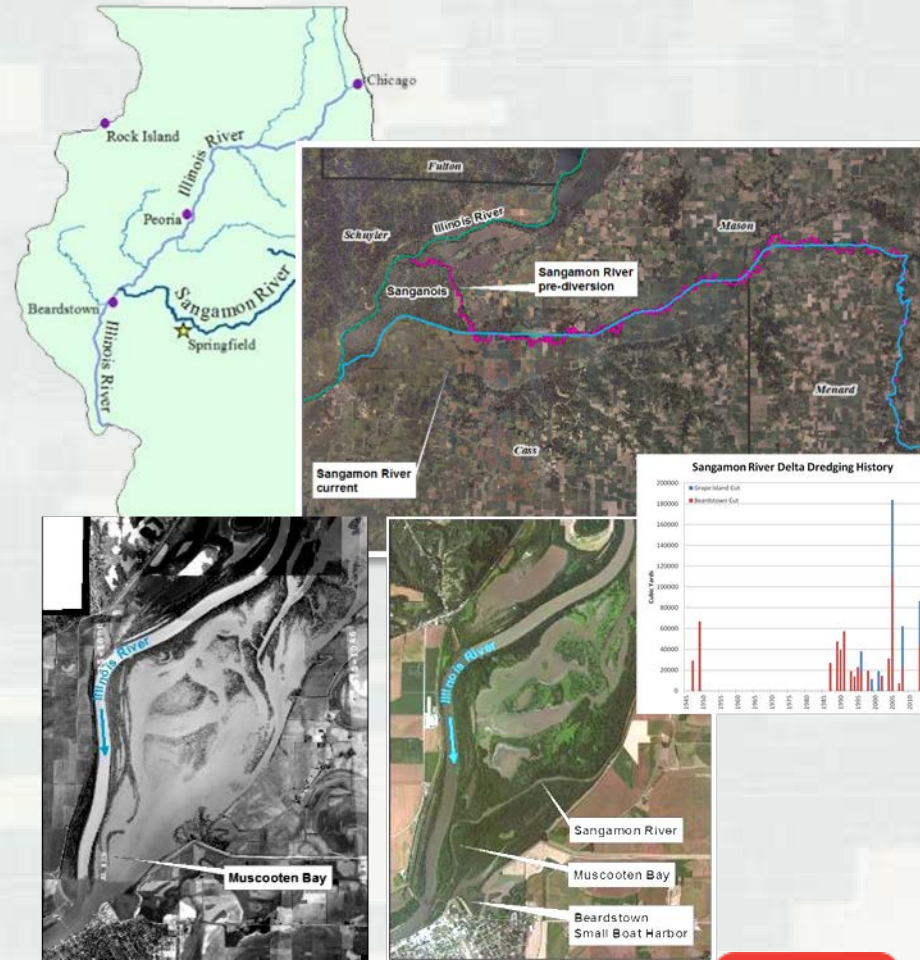 Chicago
Rock Island
Illinois River
Peoria
Beardstown
Sangamon River
Springfield
Illinois River
Fulton
Illinois River
Schuyler
Mason
Sangamon River
pre-diversion
Sanganois
Menard
Cass
Sangamon River
current
Sangamon River Delta Dredging History
Grape Island Cut
Beardstown Cut
Cubic Yards
200000
180000
160000
140000
120000
100000
80000
60000
40000
20000
0
1945
1950
1955
1960
1965
1970
1975
1980
1985
1990
1995
2000
2005
2010
Illinois River
Muscooten Bay
Illinois River
Sangamon River
Muscooten Bay
Beardstown
Small Boat Harbor